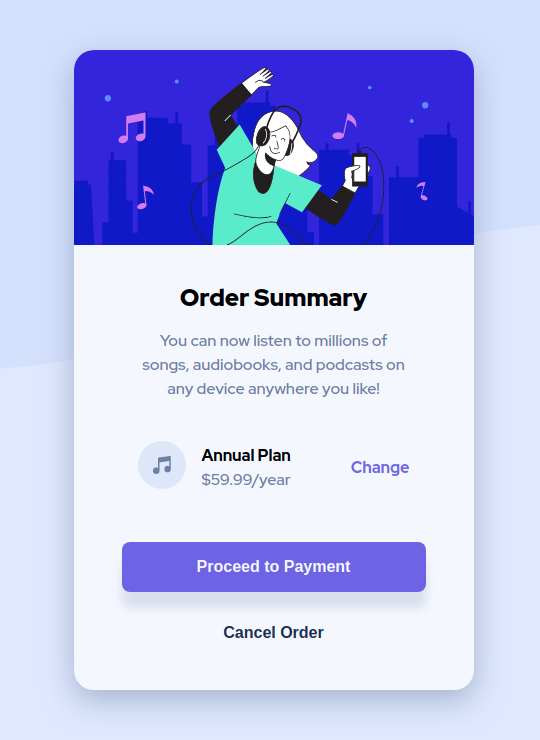 Order Summary
You can now listen to millions of
songs, audiobooks, and podcasts on
any device anywhere you like!
Annual Plan
$59.99/year
Change
Proceed to Payment
Cancel Order